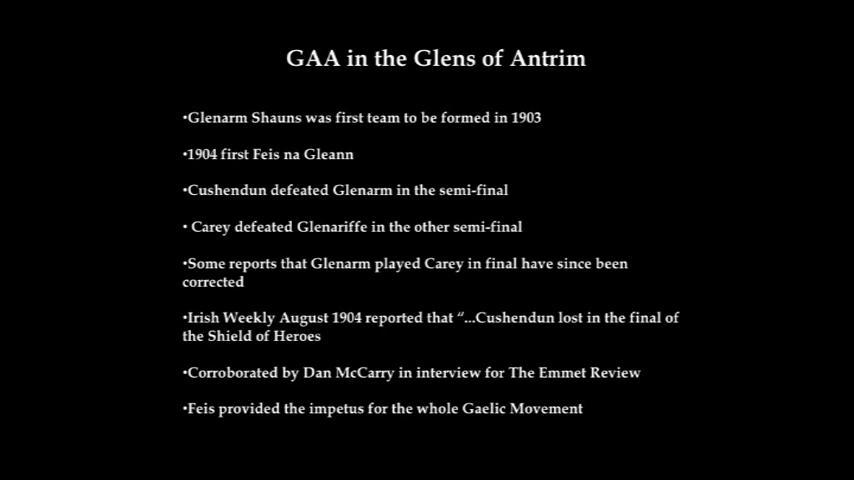 GAA in the Glens of Antrim
•Glenarm Shauns was first team to be formed in 1903
•1904 first Feis na Gleann
•Cushendun defeated Glenarm in the semi-final
• Carey defeated Glenariffe in the other semi-final
•Some reports that Glenarm played Carey in final have since been
corrected
•Irish Weekly August 1904 reported that “...Cushendun lost in the final of
the Shield of Heroes
•Corroborated by Dan McCarry in interview for The Emmet Review
•Feis provided the impetus for the whole Gaelic Movement